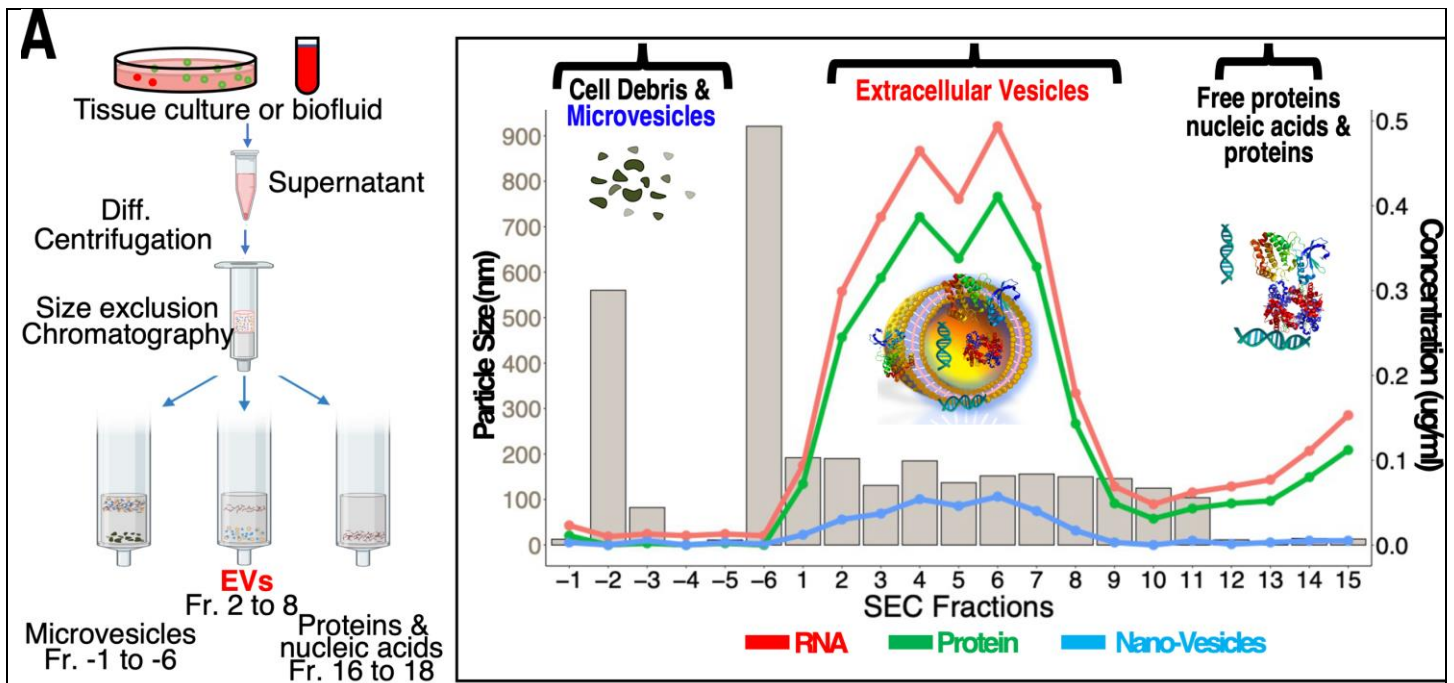 A
Tissue culture or biofluid
Supernatant
Diff.
Centrifugation
Size exclusion
Chromatography
EVs
Fr. 2 to 8
Microvesicles
Fr. -1 to -6
Proteins &
nucleic acids
Fr. 16 to 18
Cell Debris &
Microvesicles
Extracellular Vesicles
Free proteins
nucleic acids &
proteins
Particle Size(nm)
900
800
700
600
500
400
300
200
100
0
0.5
0.4
0.3
0.2
0.1
0.0
Concentration (ug/ml)
−1 −2 −3 −4 −5 −6 1 2 3 4 5 6 7 8 9 10 11 12 13 14 15
SEC Fractions
RNA Protein Nano-Vesicles